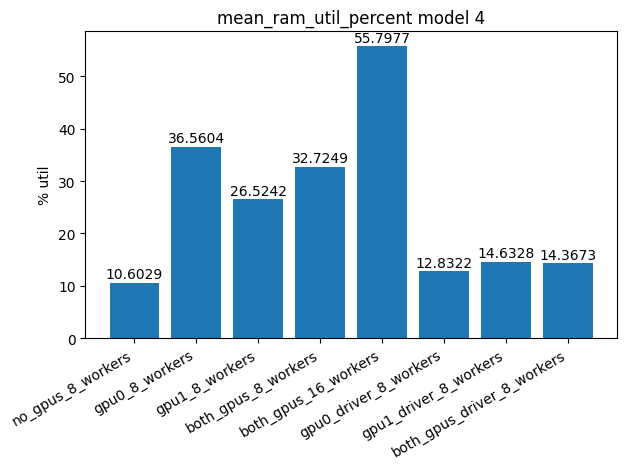 mean_ram_util_percent model 4
% util
50
40
30
20
10
0
10.6029
36.5604
26.5242
32.7249
55.7977
12.8322
14.6328
14.3673
no_gpus_8_workers
gpu0_8_workers
gpu1_8_workers
both_gpus_8_workers
both_gpus_16_workers
gpu0_driver_8_workers
gpu1_driver_8_workers
both_gpus_driver_8_workers